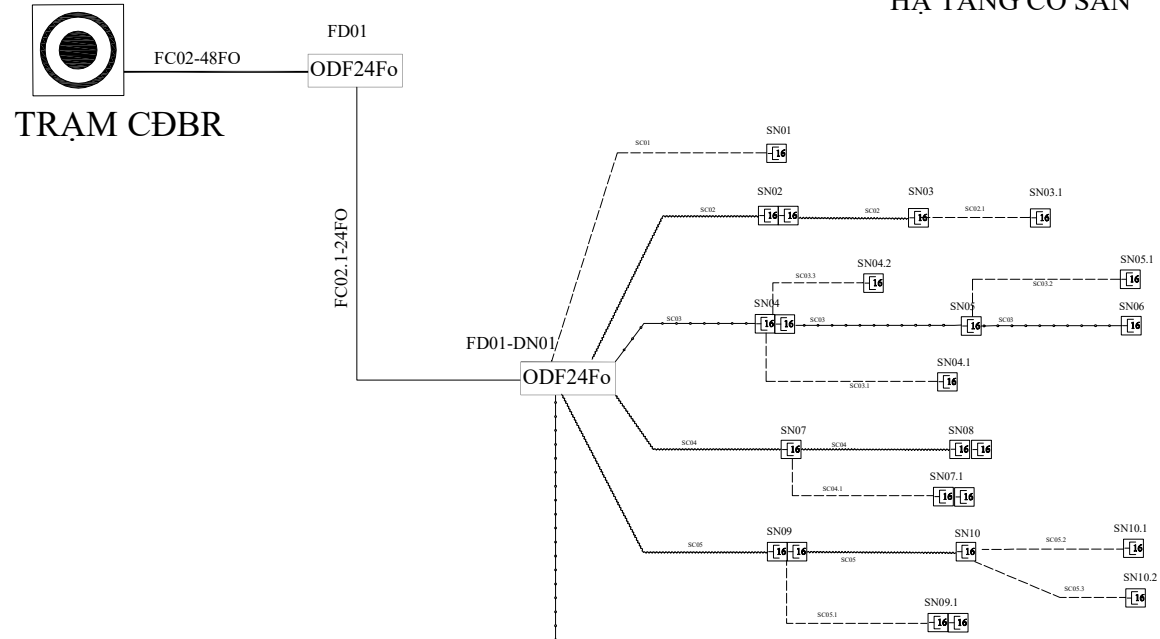 HẠ TẦNG CÓ SẴN
FD01
FC02-48FO
ODF24Fo
TRẠM CĐBR
SN01
SC01
16
SN02
SN03
SN03.1
SC02
SC02
SC02.1
16
16
16
16
FC02.1-24FO
SN04.2
SN05.1
SC03.3
16
SC03.2
16
SN04
SN05
SN06
SC03
SC03
SC03
16
16
16
16
FD01-DN01
ODF24Fo
SN04.1
SC03.1
16
SN07
SN08
SC04
SC04
16
16
16
SN07.1
SC04.1
16
16
SN09
SN10
SN10.1
SC05.2
16
SC05
SC05
16
16
16
SN10.2
SC05.3
16
SN09.1
SC05.1
16
16